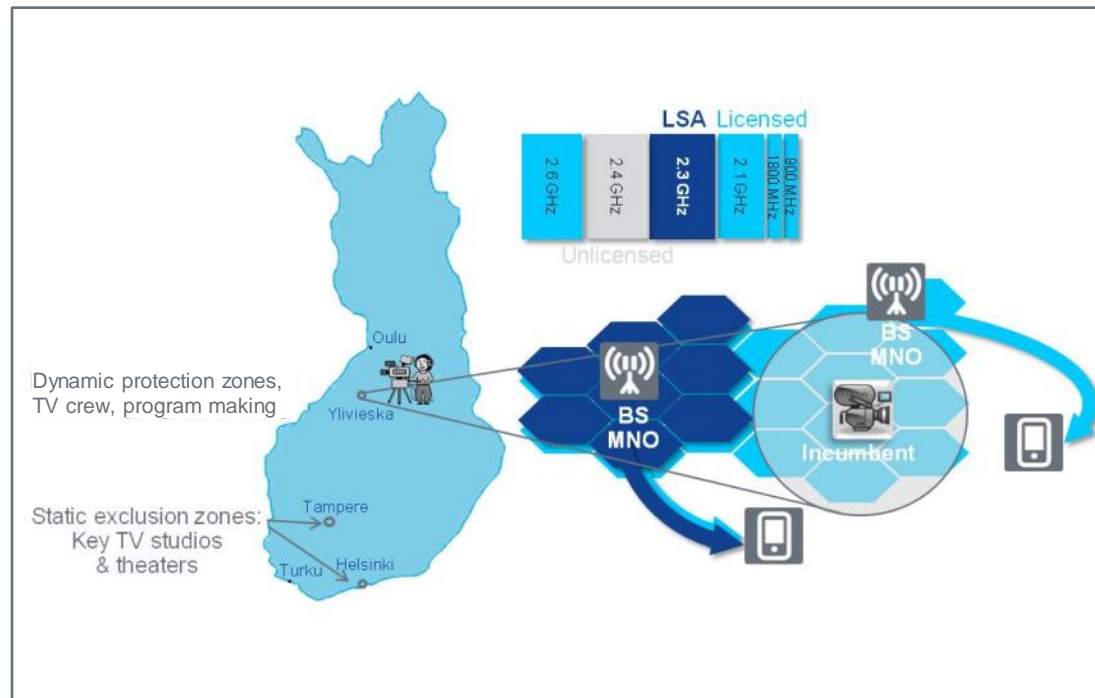 LSA Licensed
2.6 GHz
2.4 GHz
2.3 GHz
2.1 GHz
1800 MHz
900 MHz
Unlicensed
Oulu
Dynamic protection zones,
TV crew, program making
Ylivieska
BS
MNO
BS
MNO
Incumbent
Static exclusion zones:
Key TV studios
& theaters
Tampere
Turku
Helsinki